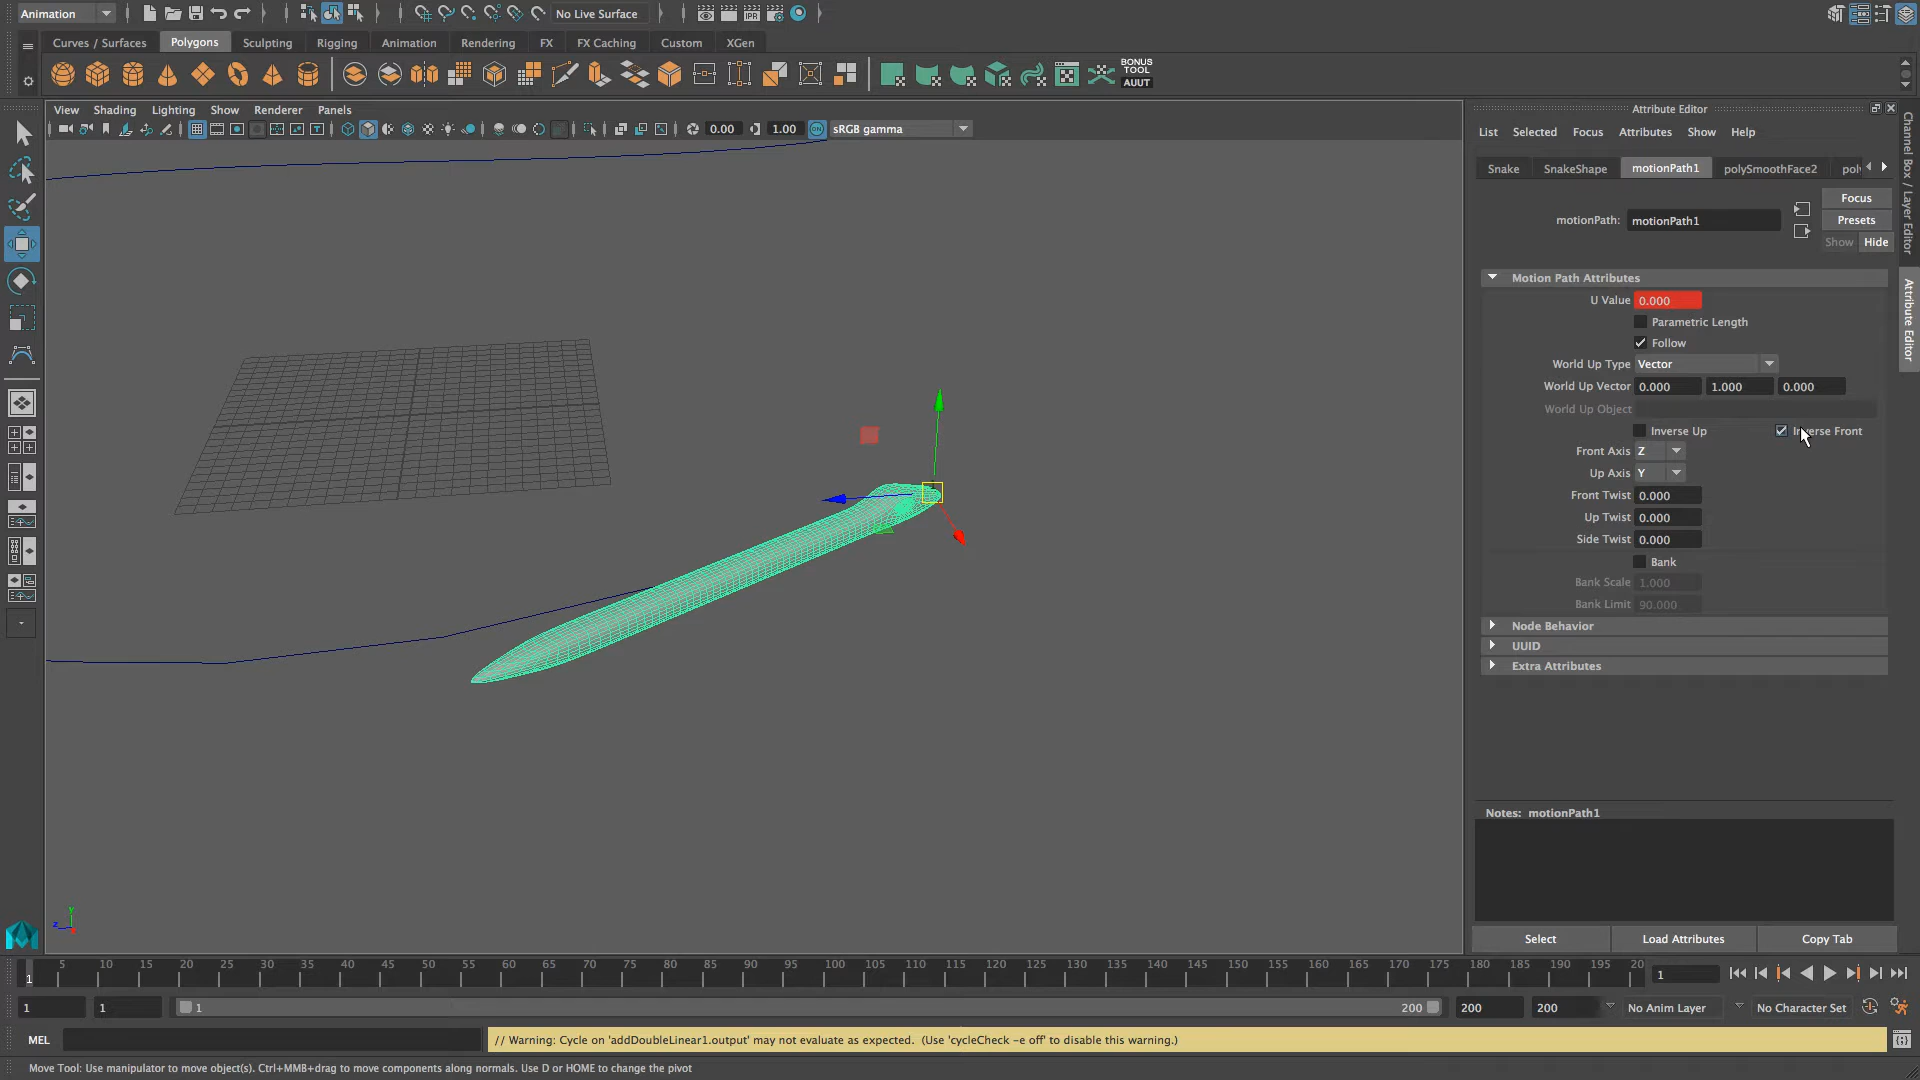 Animation
No Live Surface
Curves / Surfaces Polygons Sculpting Rigging Animation Rendering FX FX Caching Custom XGen
BONUS
TOOL
AUUT
View Shading Lighting Show Renderer Panels
0.00 1.00 ON sRGB gamma
Attribute Editor
List Selected Focus Attributes Show Help
Snake SnakeShape motionPath1 polySmoothFace2 pol
Focus
motionPath: motionPath1 Presets
Show Hide
Motion Path Attributes
U Value 0.000
Parametric Length
Follow
World Up Type Vector
World Up Vector 0.000 1.000 0.000
World Up Object
Inverse Up Front
Front Axis Z
Up Axis Y
Front Twist 0.000
Up Twist 0.000
Side Twist 0.000
Bank
Bank Scale 1.000
Bank Limit 90.000
Node Behavior
UUID
Extra Attributes
Notes: motionPath1
Select Load Attributes Copy Tab
Channel Box / Layer Editor
Attribute Editor
y
z
1 5 10 15 20 25 30 35 40 45 50 55 60 65 70 75 80 85 90 95 100 105 110 115 120 125 130 135 140 145 150 155 160 165 170 175 180 185 190 195 20 1
1 1 1 200 200 200 No Anim Layer No Character Set
MEL // Warning: Cycle on 'addDoubleLinear1.output' may not evaluate as expected. (Use 'cycleCheck -e off' to disable this warning.)
Move Tool: Use manipulator to move object(s). Ctrl+MMB+drag to move components along normals. Use D or HOME to change the pivot